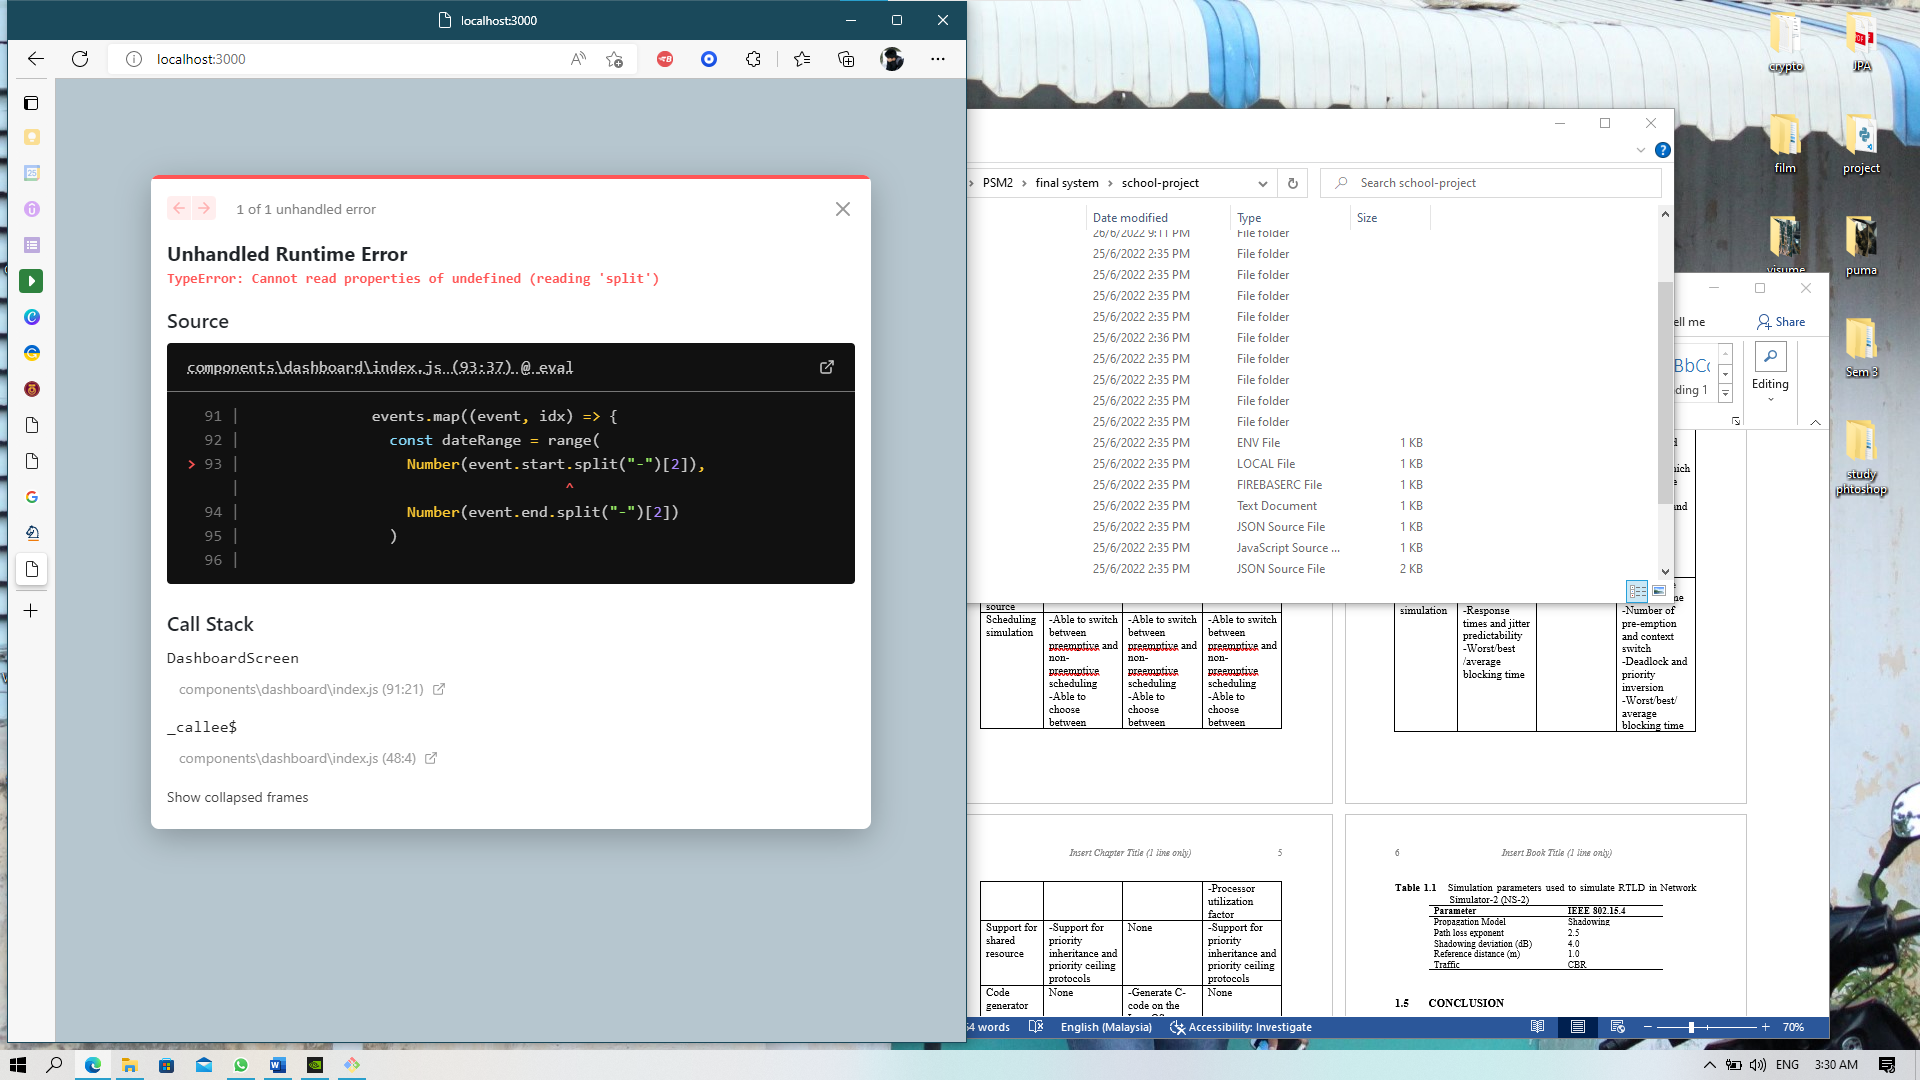 localhost:3000
localhost:3000
1 of 1 unhandled error
Unhandled Runtime Error
TypeError: Cannot read properties of undefined (reading 'split')
Source
components\dashboard\index.js (93:37) @ eval
91 | events.map((event, idx) => {
92 | const dateRange = range(
> 93 | Number(event.start.split("-")[2]),
| ^
94 | Number(event.end.split("-")[2])
95 | )
96 |
Call Stack
DashboardScreen
components\dashboard\index.js (91:21)
_callee$
components\dashboard\index.js (48:4)
Show collapsed frames
PSM2 > final system > school-project
Search school-project
Date modified Type Size
26/6/2022 9:11 PM File folder
25/6/2022 2:35 PM File folder
25/6/2022 2:35 PM File folder
25/6/2022 2:35 PM File folder
25/6/2022 2:35 PM File folder
25/6/2022 2:36 PM File folder
25/6/2022 2:35 PM File folder
25/6/2022 2:35 PM File folder
25/6/2022 2:35 PM File folder
25/6/2022 2:35 PM File folder
25/6/2022 2:35 PM ENV File 1 KB
25/6/2022 2:35 PM LOCAL File 1 KB
25/6/2022 2:35 PM FIREBASERC File 1 KB
25/6/2022 2:35 PM Text Document 1 KB
25/6/2022 2:35 PM JSON Source File 1 KB
25/6/2022 2:35 PM JavaScript Source ... 1 KB
25/6/2022 2:35 PM JSON Source File 2 KB
crypto
JPA
film
project
visume
puma
Sem 3
study
phtoshop
ell me
Share
ding 1
Editing
source
Scheduling
simulation
-Able to switch
between
preemptive and
non-
preemptive
scheduling
-Able to
choose
between
-Able to switch
between
preemptive and
non-
preemptive
scheduling
-Able to
choose
between
-Able to switch
between
preemptive and
non-
preemptive
scheduling
-Able to
choose
between
simulation
-Response
times and jitter
predictability
-Worst/best
/average
blocking time
-Number of
pre-emption
and context
switch
-Deadlock and
priority
inversion
-Worst/best/
average
blocking time
Insert Chapter Title (1 line only) 5
-Processor
utilization
factor
Support for
shared
resource
-Support for
priority
inheritance and
priority ceiling
protocols
None
-Support for
priority
inheritance and
priority ceiling
protocols
Code
generator
None
-Generate C-
code on the
None
6 Insert Book Title (1 line only)
Table 1.1 Simulation parameters used to simulate RTLD in Network
Simulator-2 (NS-2)
Parameter IEEE 802.15.4
Propagation Model Shadowing
Path loss exponent 2.5
Shadowing deviation (dB) 4.0
Reference distance (m) 1.0
Traffic CBR
1.5 CONCLUSION
54 words
English (Malaysia)
Accessibility: Investigate
70%
ENG
3:30 AM